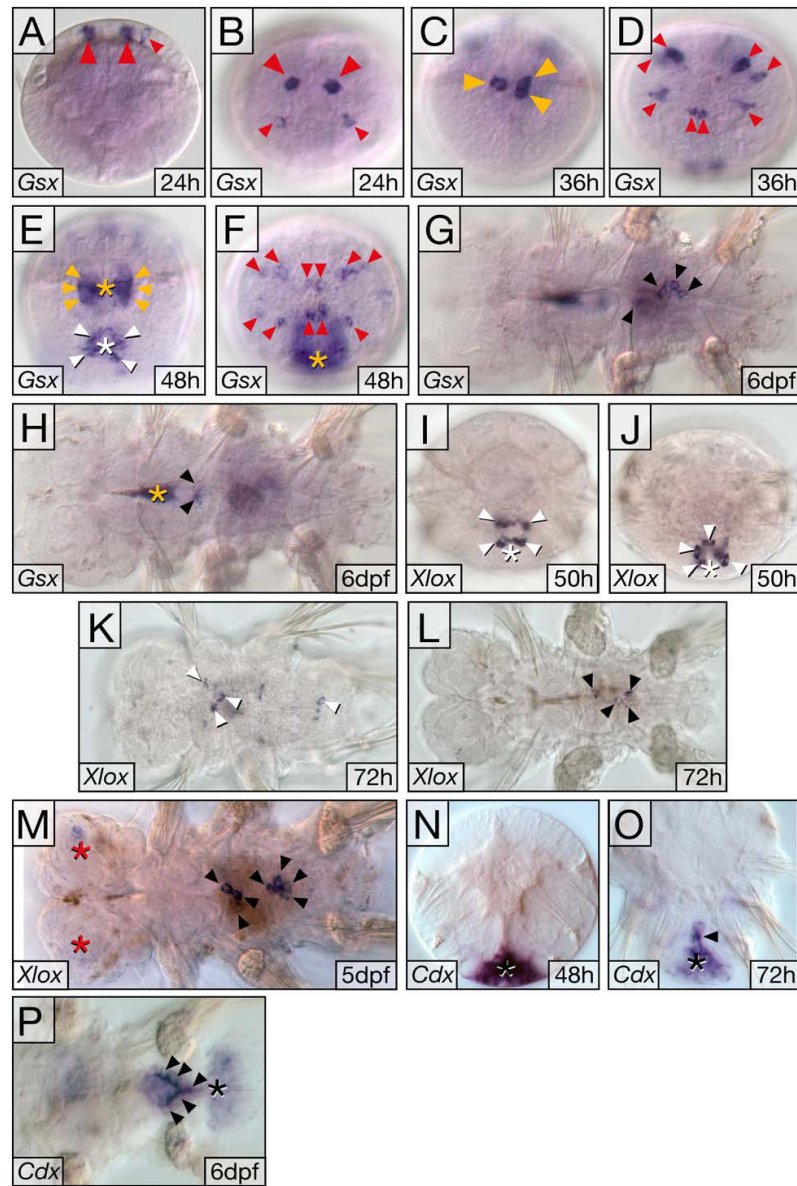 A
B
C
D
Gsx 24h
Gsx 24h
Gsx 36h
Gsx 36h
E
F
G
Gsx 48h
Gsx 48h
Gsx 6dpf
H
I
J
Gsx 6dpf
Xlox 50h
Xlox 50h
K
L
Xlox 72h
Xlox 72h
M
N
O
Xlox 5dpf
Cdx 48h
Cdx 72h
P
Cdx 6dpf